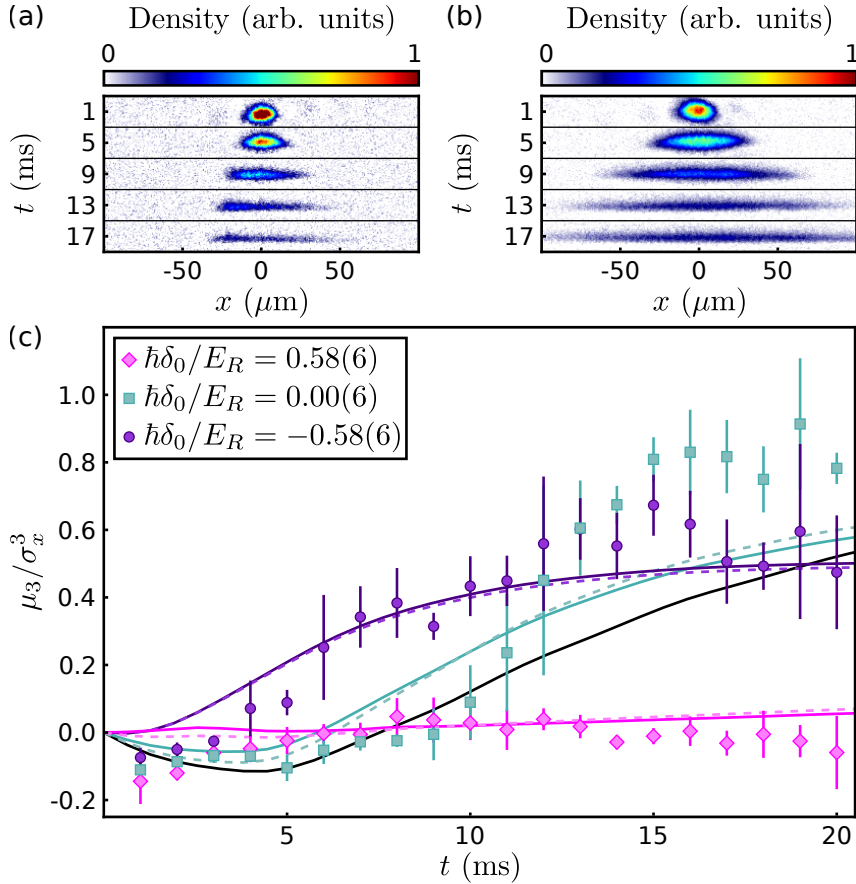 (a) Density (arb. units) (b) Density (arb. units)
0 1 0 1
t (ms) 1 5 9 13 17
t (ms) 1 5 9 13 17
-50 0 50 -50 0 50
x (μm) x (μm)
(c)
ħδ₀/E_R = 0.58(6)
ħδ₀/E_R = 0.00(6)
ħδ₀/E_R = −0.58(6)
μ₃/σₓ³
1.0
0.8
0.6
0.4
0.2
0.0
-0.2
5 10 15 20
t (ms)